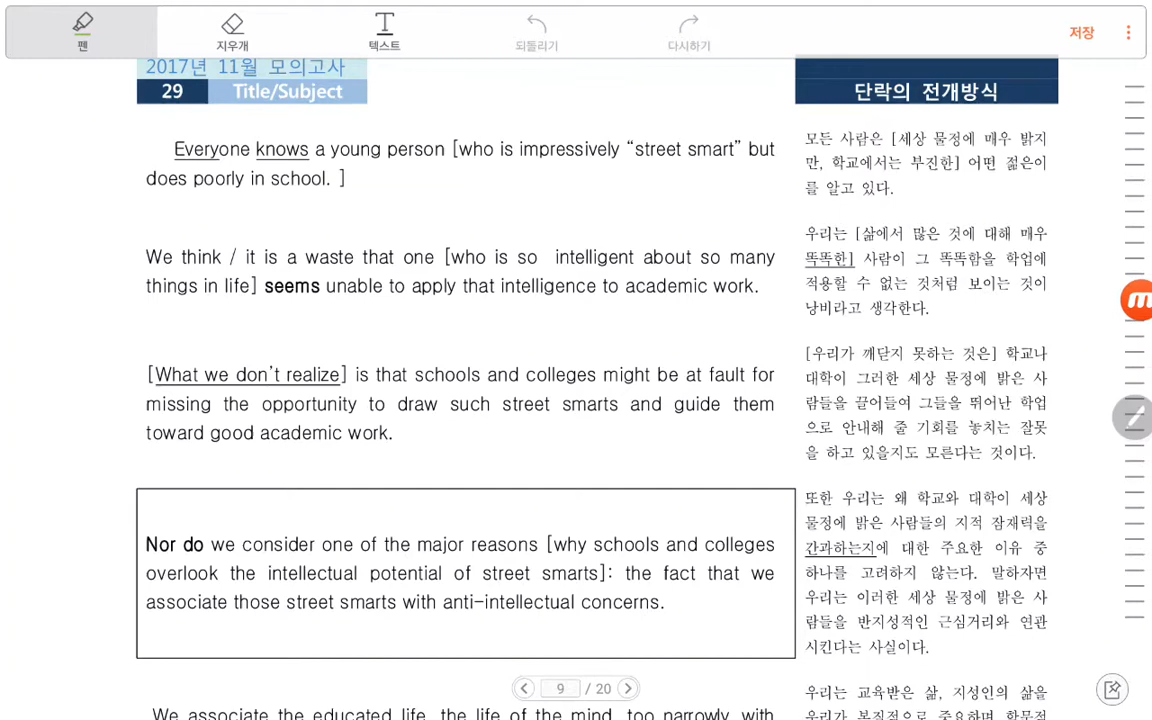 펜
지우개
텍스트
되돌리기
다시하기
저장
2017년 11월 모의고사
29 Title/Subject
Everyone knows a young person [who is impressively “street smart” but
does poorly in school. ]
We think / it is a waste that one [who is so intelligent about so many
things in life] seems unable to apply that intelligence to academic work.
[What we don’t realize] is that schools and colleges might be at fault for
missing the opportunity to draw such street smarts and guide them
toward good academic work.
Nor do we consider one of the major reasons [why schools and colleges
overlook the intellectual potential of street smarts]: the fact that we
associate those street smarts with anti-intellectual concerns.
We associate the educated life, the life of the mind, too narrowly with
단락의 전개방식
모든 사람은 [세상 물정에 매우 밝지
만, 학교에서는 부진한] 어떤 젊은이
를 알고 있다.
우리는 [삶에서 많은 것에 대해 매우
똑똑한] 사람이 그 똑똑함을 학업에
적용할 수 없는 것처럼 보이는 것이
낭비라고 생각한다.
[우리가 깨닫지 못하는 것은] 학교나
대학이 그러한 세상 물정에 밝은 사
람들을 끌어들여 그들을 뛰어난 학업
으로 안내해 줄 기회를 놓치는 잘못
을 하고 있을지도 모른다는 것이다.
또한 우리는 왜 학교와 대학이 세상
물정에 밝은 사람들의 지적 잠재력을
간과하는지에 대한 주요한 이유 중
하나를 고려하지 않는다. 말하자면
우리는 이러한 세상 물정에 밝은 사
람들을 반지성적인 근심거리와 연관
시킨다는 사실이다.
우리는 교육받은 삶, 지성인의 삶을
우리가 본질적으로 중요하며 학문적
9 / 20